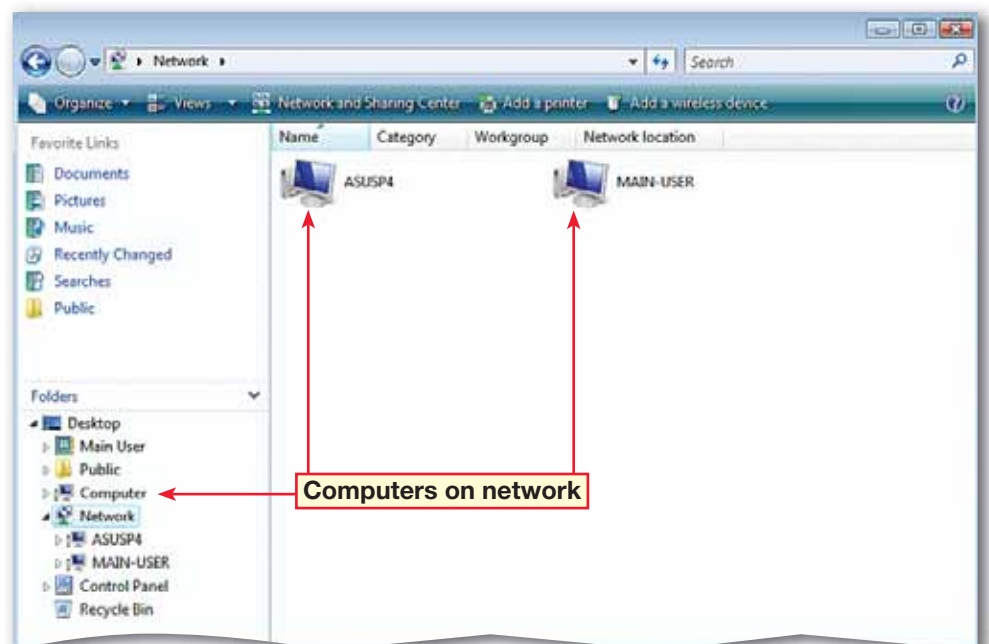 Network
Search
Organize Views Network and Sharing Center Add a printer Add a wireless device
Favorite Links
Documents
Pictures
Music
Recently Changed
Searches
Public
Name Category Workgroup Network location
ASUSP4 MAIN-USER
Folders
Desktop
Main User
Public
Computer
Network
ASUSP4
MAIN-USER
Control Panel
Recycle Bin
Computers on network